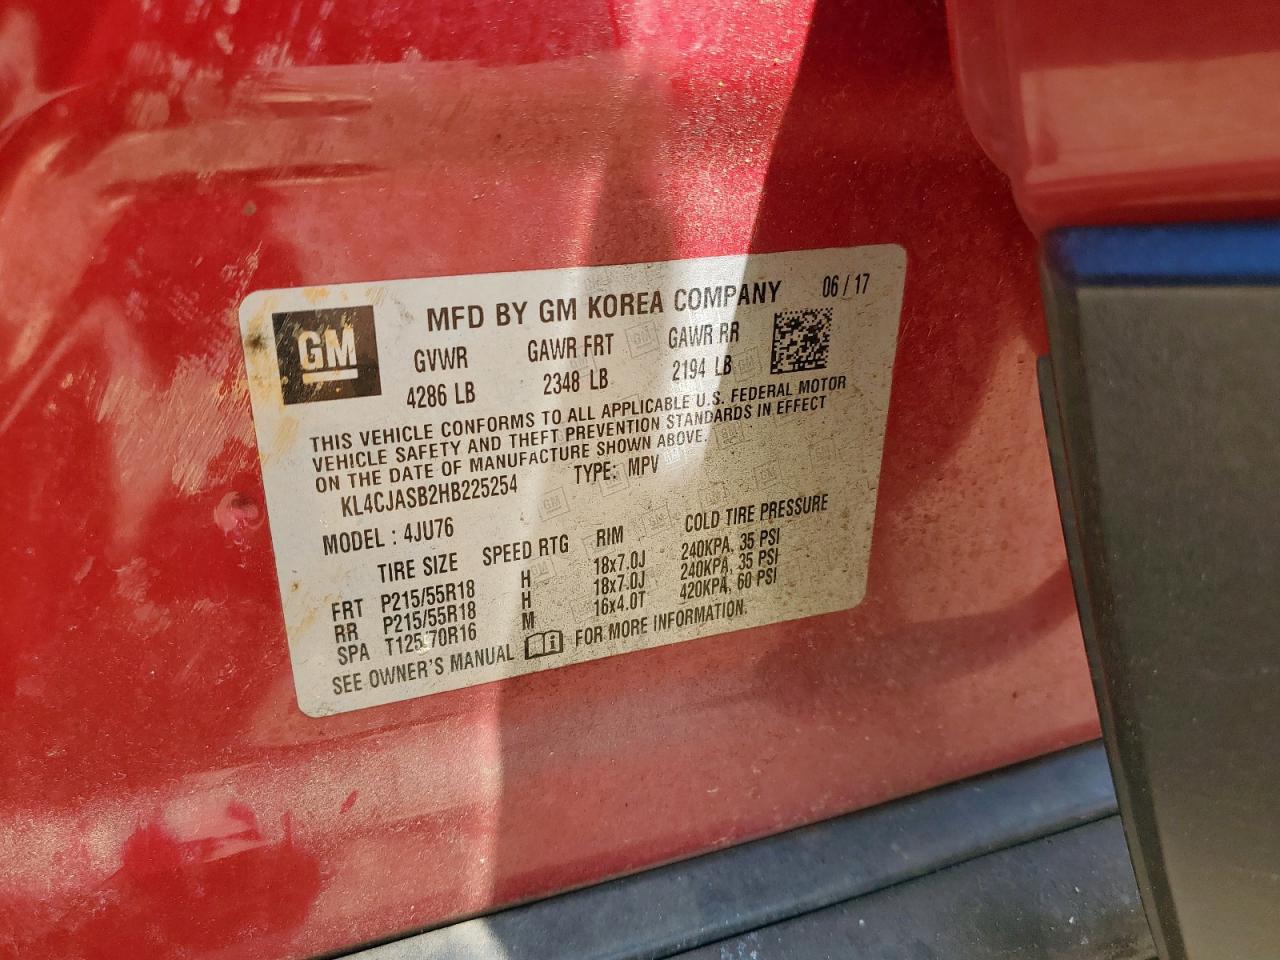 GM
MFD BY GM KOREA COMPANY 06 / 17
GVWR GAWR FRT GAWR RR
4286 LB 2348 LB 2194 LB
THIS VEHICLE CONFORMS TO ALL APPLICABLE U.S. FEDERAL MOTOR
VEHICLE SAFETY AND THEFT PREVENTION STANDARDS IN EFFECT
ON THE DATE OF MANUFACTURE SHOWN ABOVE.
KL4CJASB2HB225254 TYPE: MPV
MODEL : 4JU76
TIRE SIZE SPEED RTG RIM COLD TIRE PRESSURE
FRT P215/55R18 H 18x7.0J 240KPA, 35 PSI
RR P215/55R18 H 18x7.0J 240KPA, 35 PSI
SPA T125/70R16 M 16x4.0T 420KPA, 60 PSI
SEE OWNER'S MANUAL i FOR MORE INFORMATION.